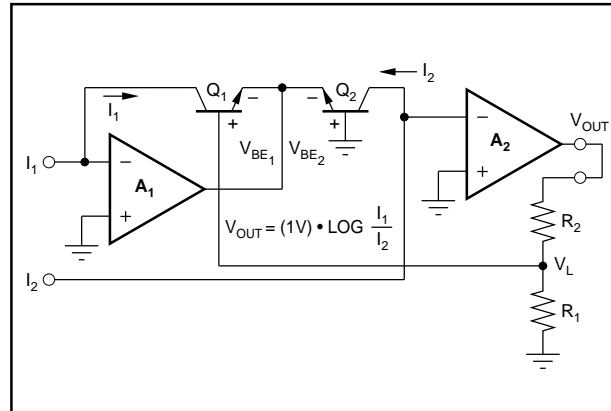 Q1
Q2
I2
I1
−
−
+
+
VBE1
VBE2
I1
−
A1
+
−
A2
+
VOUT
VOUT = (1V) • LOG I1
I2
R2
VL
I2
R1